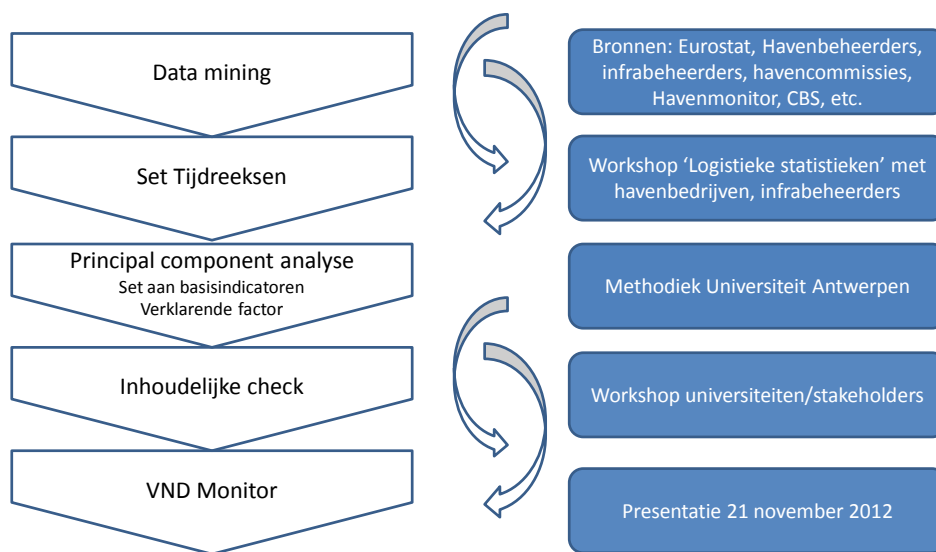 Data mining
Bronnen: Eurostat, Havenbeheerders,
infrabeheerders, havencommissies,
Havenmonitor, CBS, etc.
Set Tijdreeksen
Workshop ‘Logistieke statistieken’ met
havenbedrijven, infrabeheerders
Principal component analyse
Set aan basisindicatoren
Verklarende factor
Methodiek Universiteit Antwerpen
Inhoudelijke check
Workshop universiteiten/stakeholders
VND Monitor
Presentatie 21 november 2012